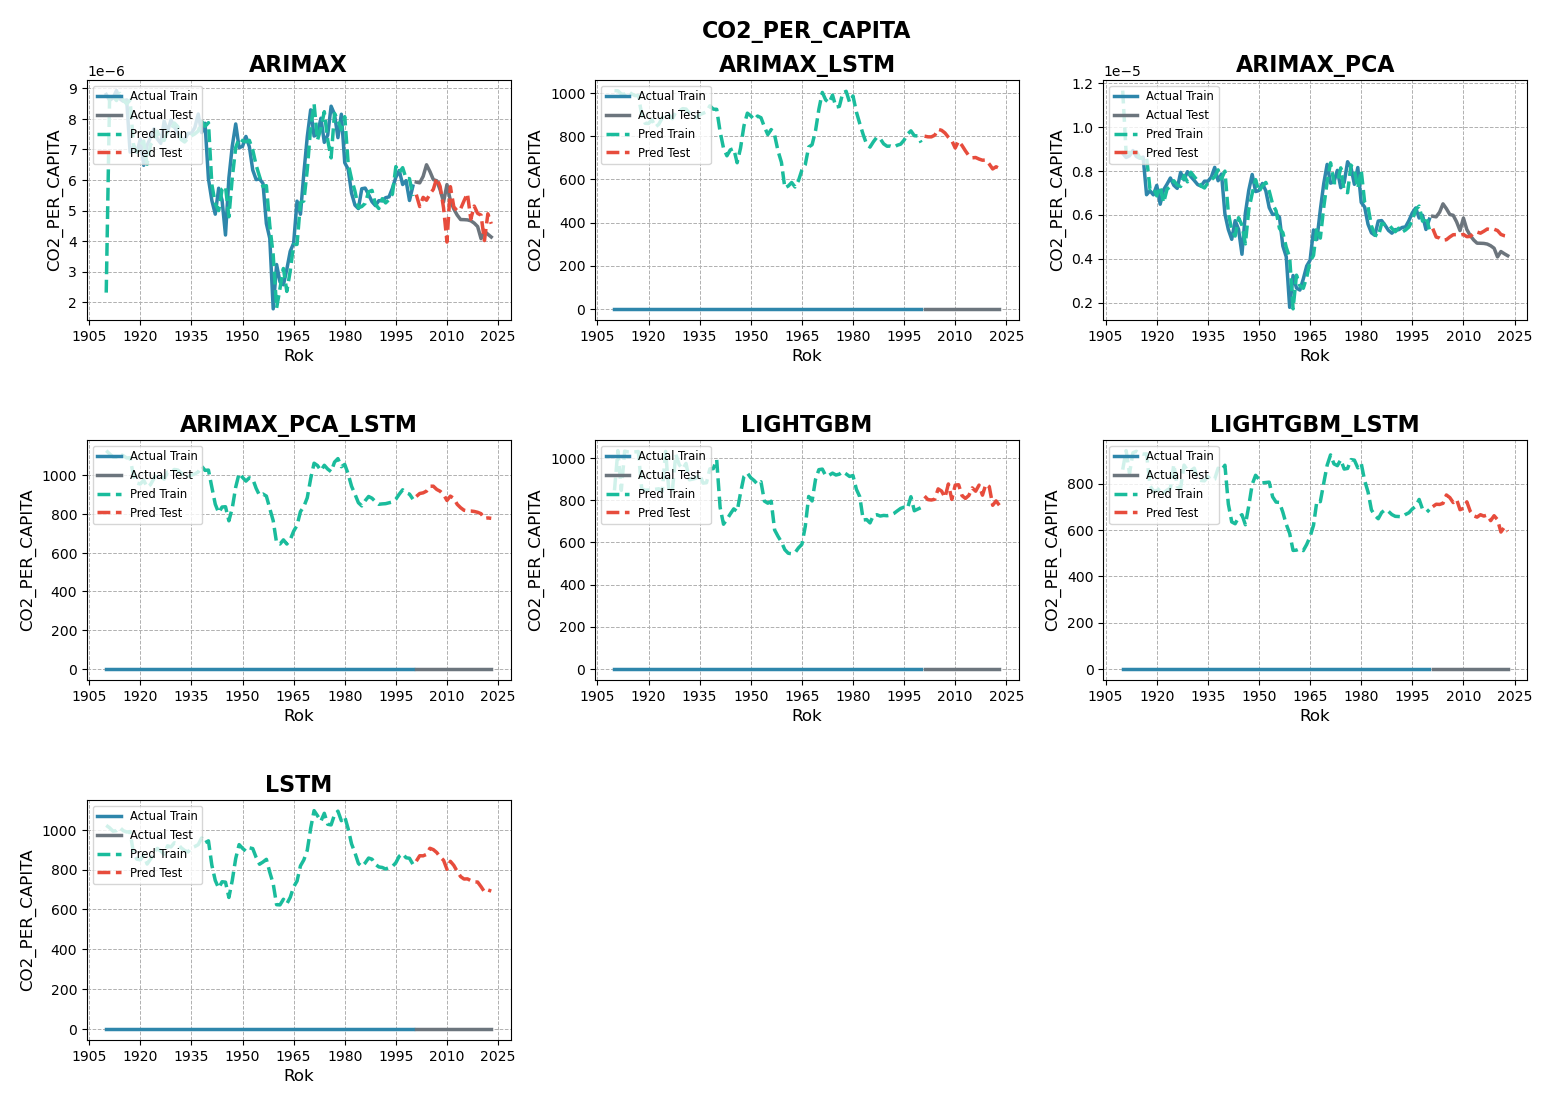 CO2_PER_CAPITA
ARIMAX
1e−6
9
8
7
6
5
4
3
2
CO2_PER_CAPITA
Actual Train
Actual Test
Pred Train
Pred Test
1905 1920 1935 1950 1965 1980 1995 2010 2025
Rok
ARIMAX_LSTM
1000
800
600
400
200
0
CO2_PER_CAPITA
Actual Train
Actual Test
Pred Train
Pred Test
1905 1920 1935 1950 1965 1980 1995 2010 2025
Rok
ARIMAX_PCA
1e−5
1.2
1.0
0.8
0.6
0.4
0.2
CO2_PER_CAPITA
Actual Train
Actual Test
Pred Train
Pred Test
1905 1920 1935 1950 1965 1980 1995 2010 2025
Rok
ARIMAX_PCA_LSTM
1000
800
600
400
200
0
CO2_PER_CAPITA
Actual Train
Actual Test
Pred Train
Pred Test
1905 1920 1935 1950 1965 1980 1995 2010 2025
Rok
LIGHTGBM
1000
800
600
400
200
0
CO2_PER_CAPITA
Actual Train
Actual Test
Pred Train
Pred Test
1905 1920 1935 1950 1965 1980 1995 2010 2025
Rok
LIGHTGBM_LSTM
800
600
400
200
0
CO2_PER_CAPITA
Actual Train
Actual Test
Pred Train
Pred Test
1905 1920 1935 1950 1965 1980 1995 2010 2025
Rok
LSTM
1000
800
600
400
200
0
CO2_PER_CAPITA
Actual Train
Actual Test
Pred Train
Pred Test
1905 1920 1935 1950 1965 1980 1995 2010 2025
Rok